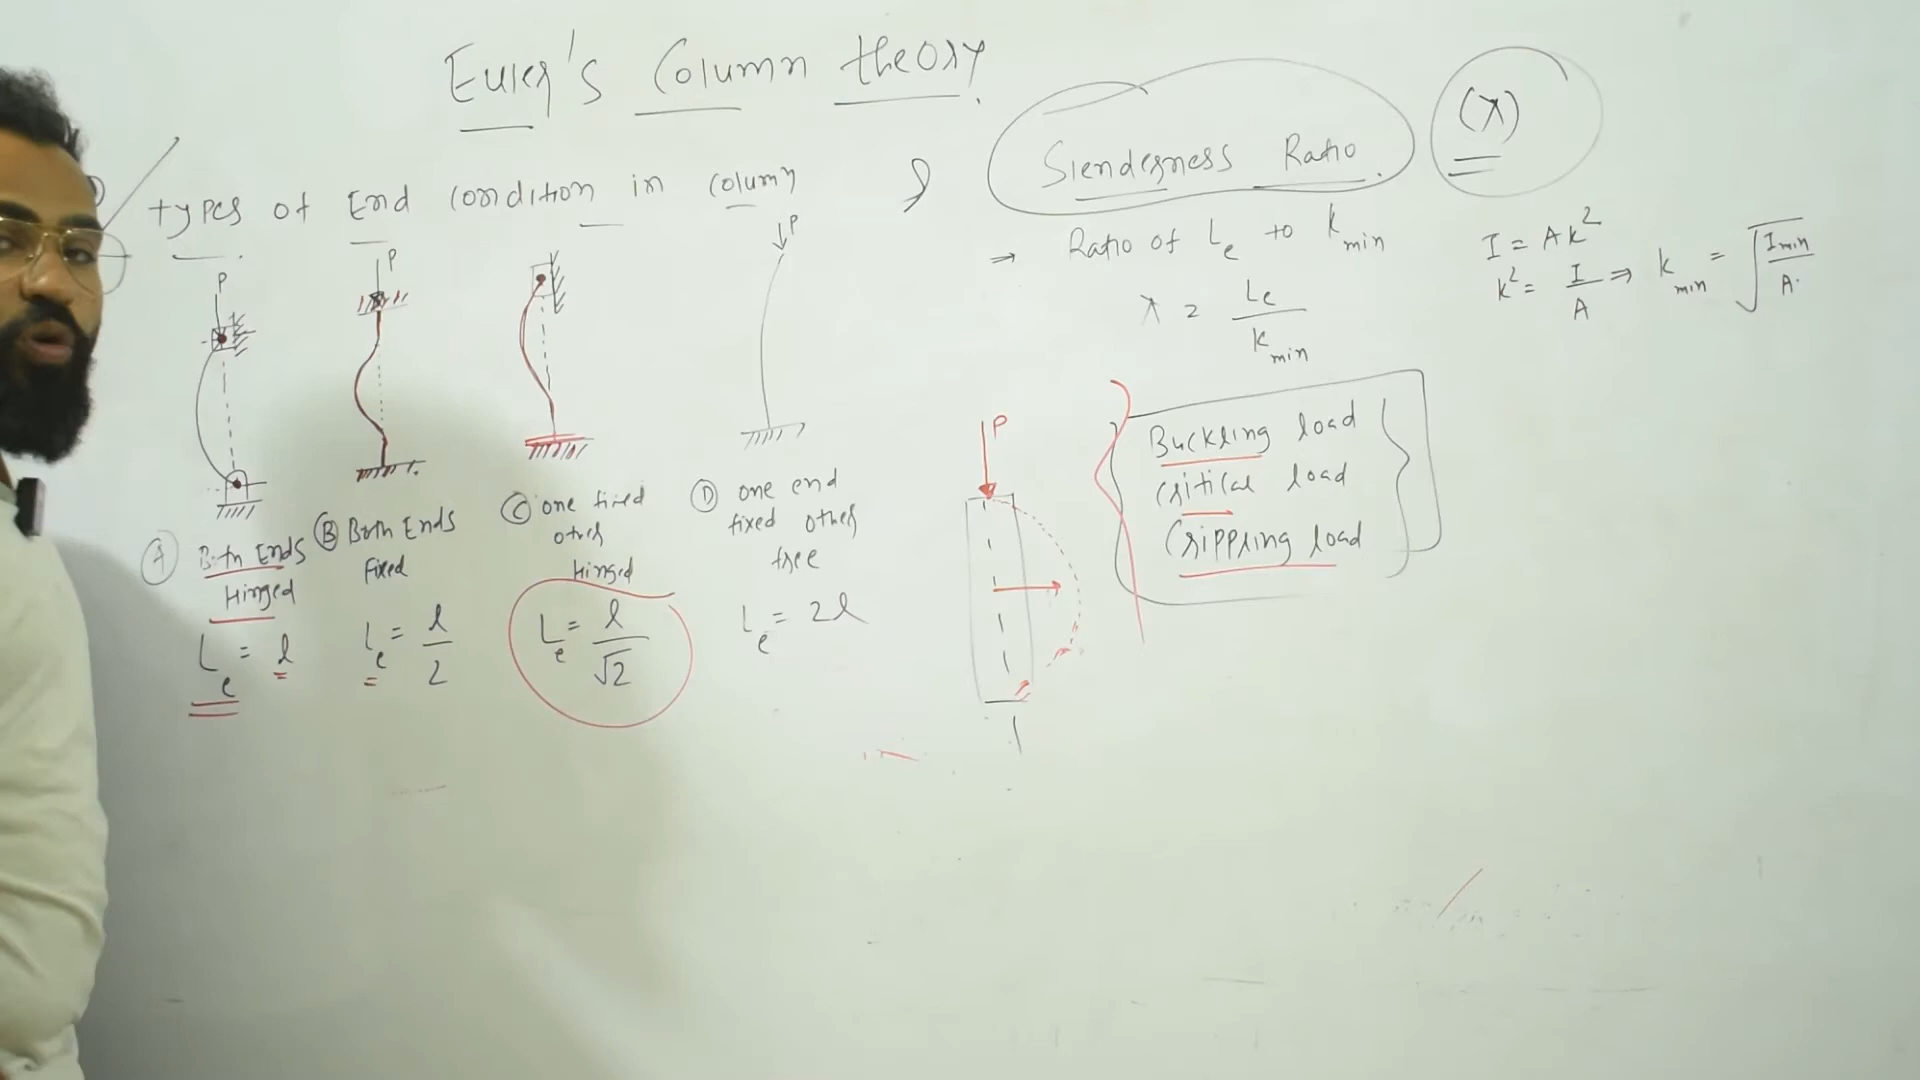 Euler's Column theory.
types of End condition in column &
P
P
P
Ⓐ Both Ends
Hinged
Le = l
Ⓑ Both Ends
Fixed
Le = l/2
Ⓒ one fixed
other
Hinged
Le = l/√2
Ⓓ one end
fixed other
free
Le = 2l
Slenderness Ratio. (λ)
⇒ Ratio of Le to kmin
λ = Le/kmin
I = Ak²
k² = I/A ⇒ kmin = √(Imin/A)
P
Buckling load
Critical load
Crippling load